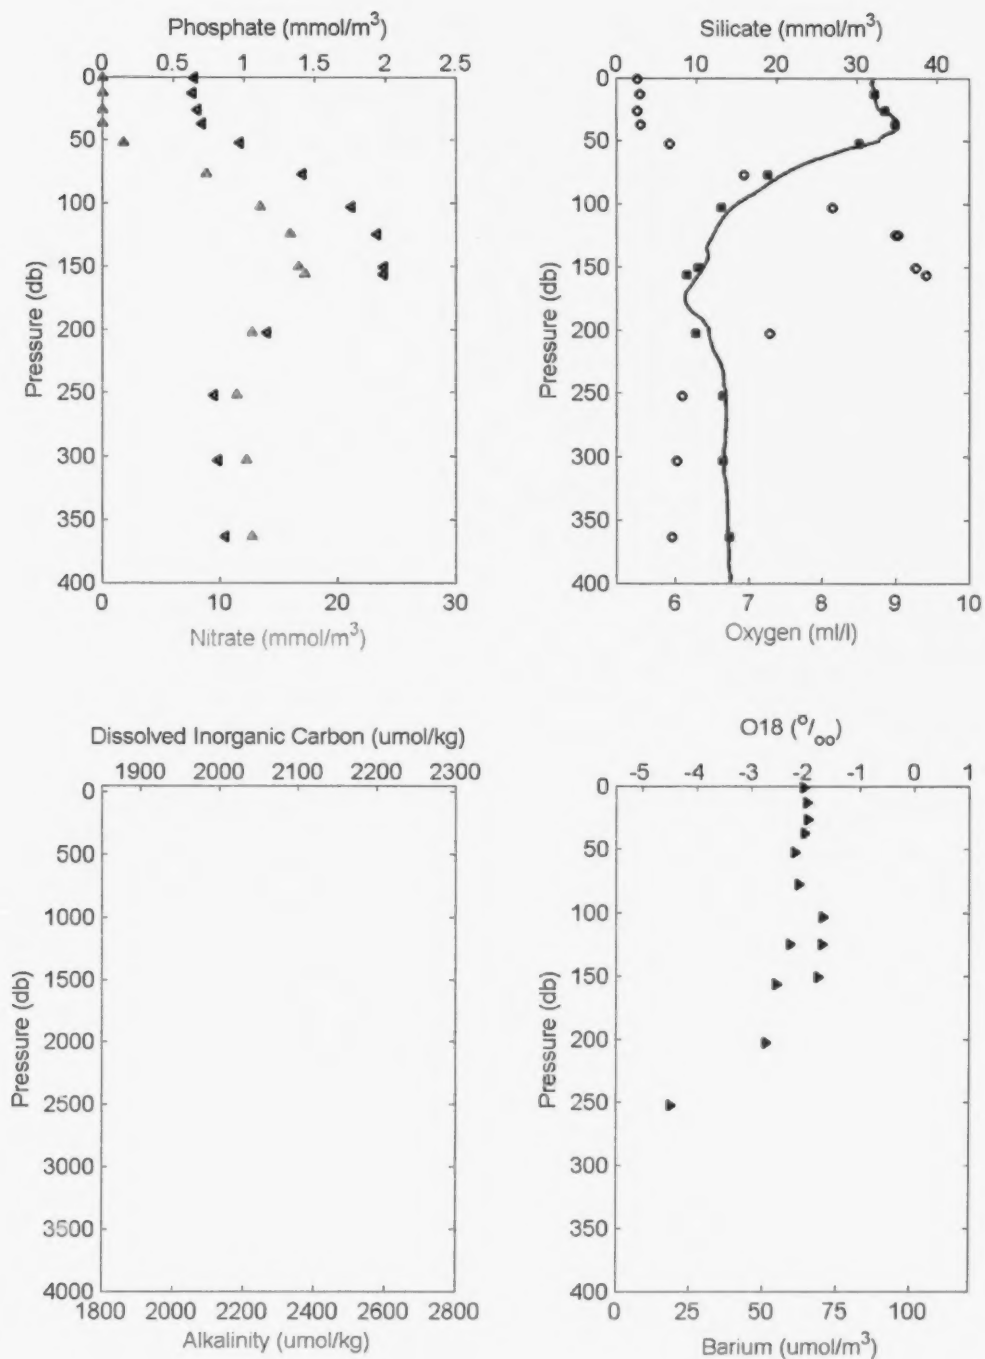 Phosphate (mmol/m³)
0 0.5 1 1.5 2 2.5
0
50
100
150
200
250
300
350
400
Pressure (db)
0 10 20 30
Nitrate (mmol/m³)
Silicate (mmol/m³)
0 10 20 30 40
0
50
100
150
200
250
300
350
400
Pressure (db)
6 7 8 9 10
Oxygen (ml/l)
Dissolved Inorganic Carbon (umol/kg)
1900 2000 2100 2200 2300
0
500
1000
1500
2000
2500
3000
3500
4000
Pressure (db)
1800 2000 2200 2400 2600 2800
Alkalinity (umol/kg)
O18 (º/ₒₒ)
-5 -4 -3 -2 -1 0 1
0
50
100
150
200
250
300
350
400
Pressure (db)
0 25 50 75 100
Barium (umol/m³)